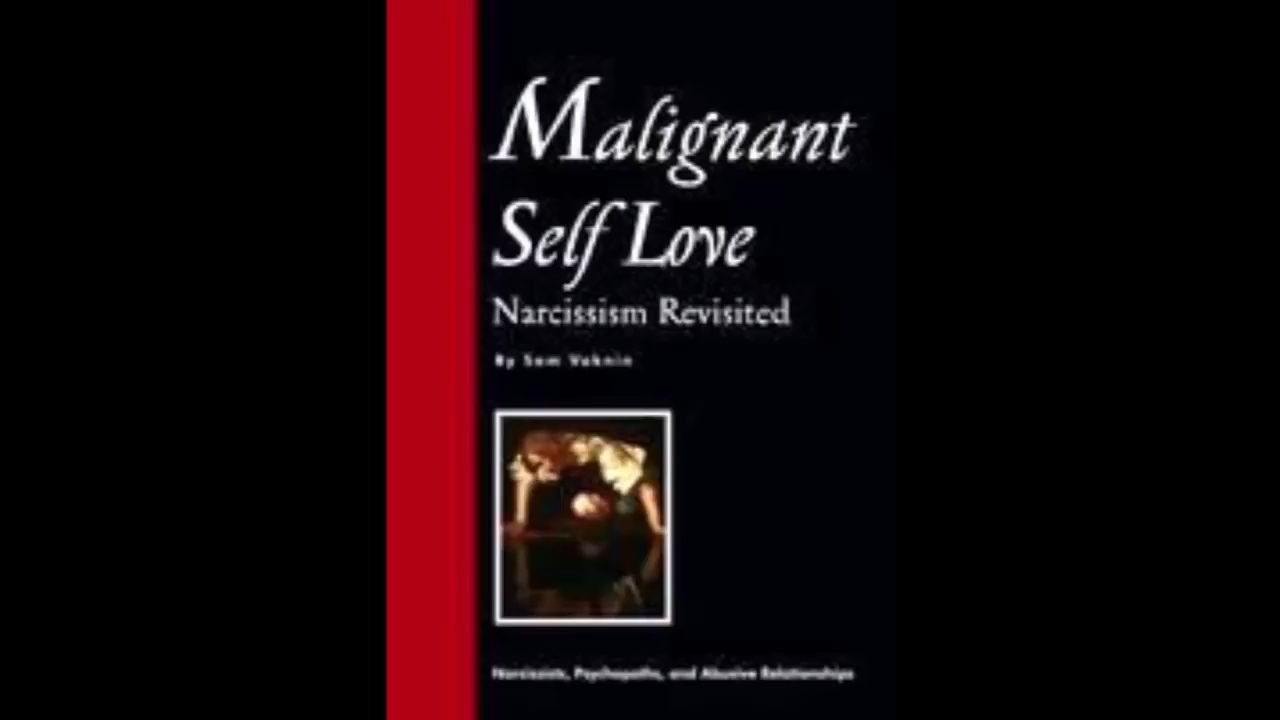 Malignant
Self Love
Narcissism Revisited
By Sam Vaknin
Narcissists, Psychopaths, and Abusive Relationships